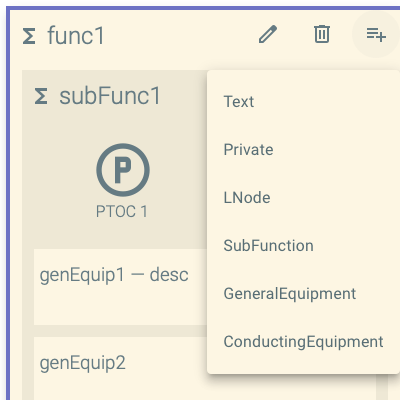 Σ func1
Σ subFunc1
P
PTOC 1
genEquip1 — desc
genEquip2
Text
Private
LNode
SubFunction
GeneralEquipment
ConductingEquipment